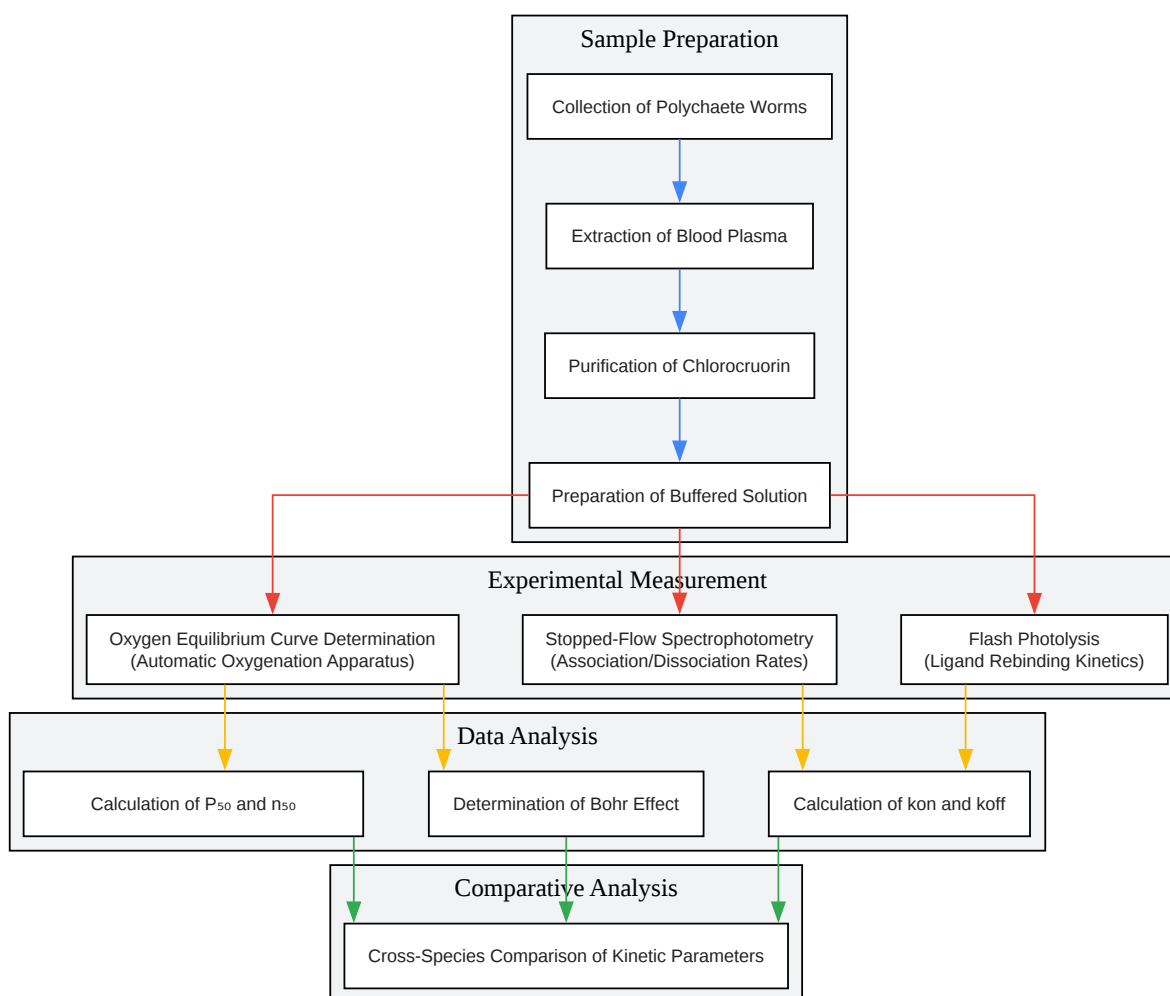 Sample Preparation
Collection of Polychaete Worms
Extraction of Blood Plasma
Purification of Chlorocruorin
Preparation of Buffered Solution
Experimental Measurement
Oxygen Equilibrium Curve Determination
(Automatic Oxygenation Apparatus)
Stopped-Flow Spectrophotometry
(Association/Dissociation Rates)
Flash Photolysis
(Ligand Rebinding Kinetics)
Data Analysis
Calculation of P₅₀ and n₅₀
Determination of Bohr Effect
Calculation of kon and koff
Comparative Analysis
Cross-Species Comparison of Kinetic Parameters